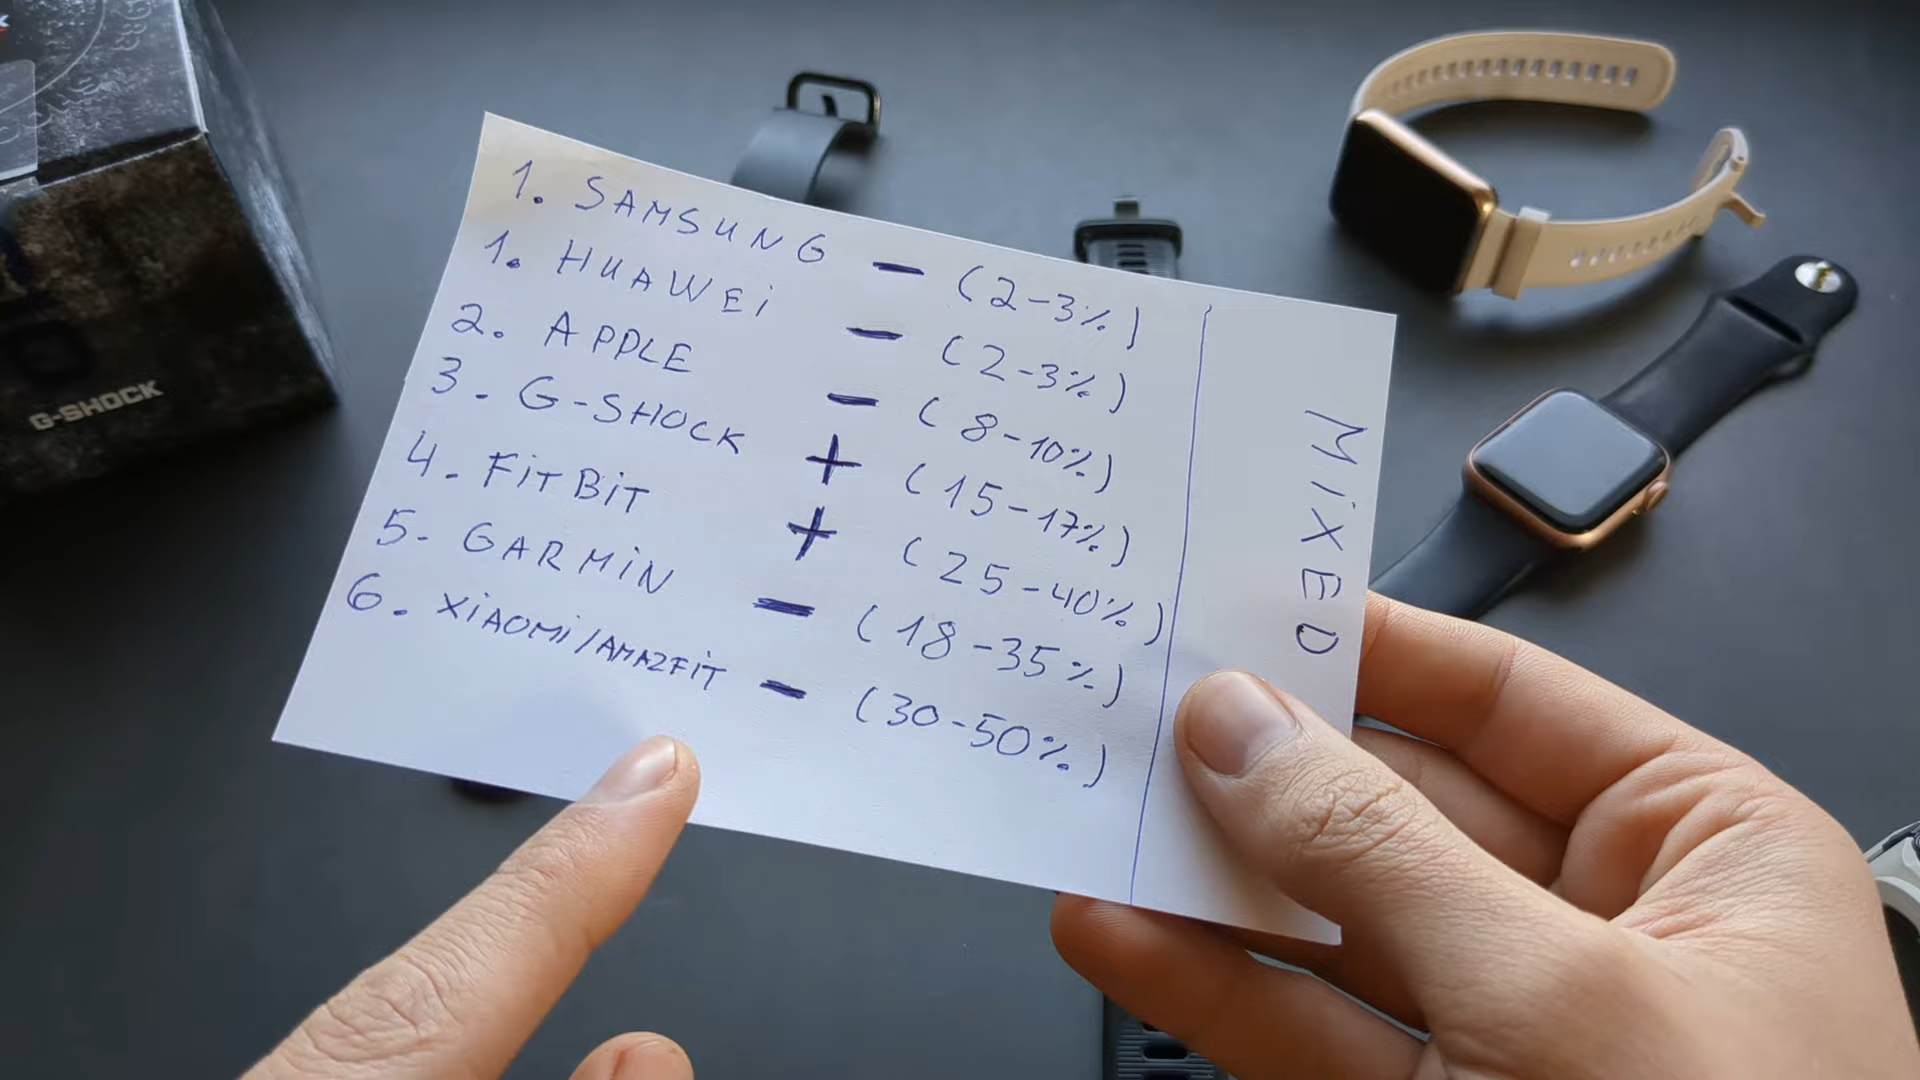 1. SAMSUNG - (2-3%)
1. HUAWEi - (2-3%)
2. APPLE - (8-10%)
3. G-SHOCK + (15-17%)
4. FiTBiT + (25-40%)
5. GARMiN - (18-35%)
6. XiAOMi/AMAZFiT - (30-50%)
MiXED
G-SHOCK